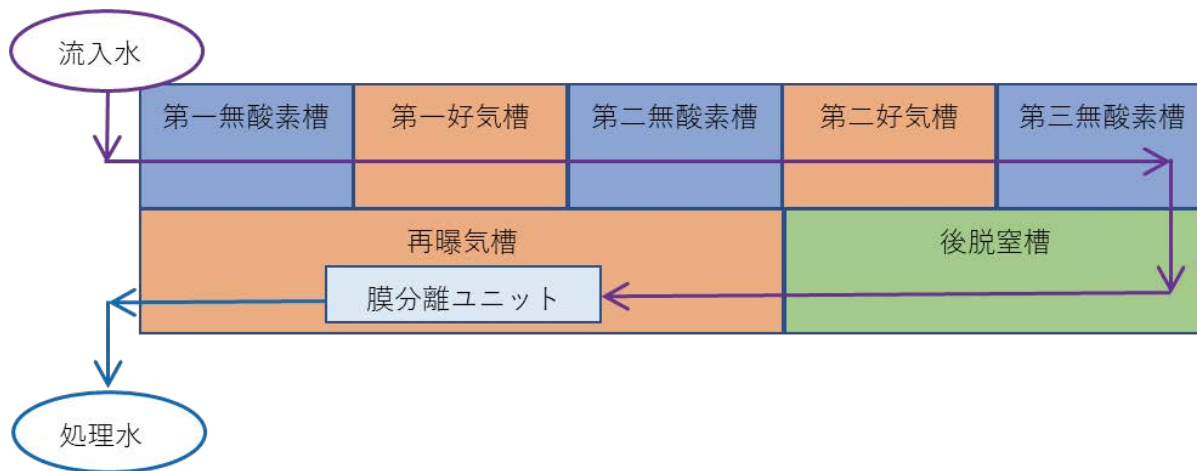 流入水
第一無酸素槽
第一好気槽
第二無酸素槽
第二好気槽
第三無酸素槽
再曝気槽
後脱窒槽
膜分離ユニット
処理水